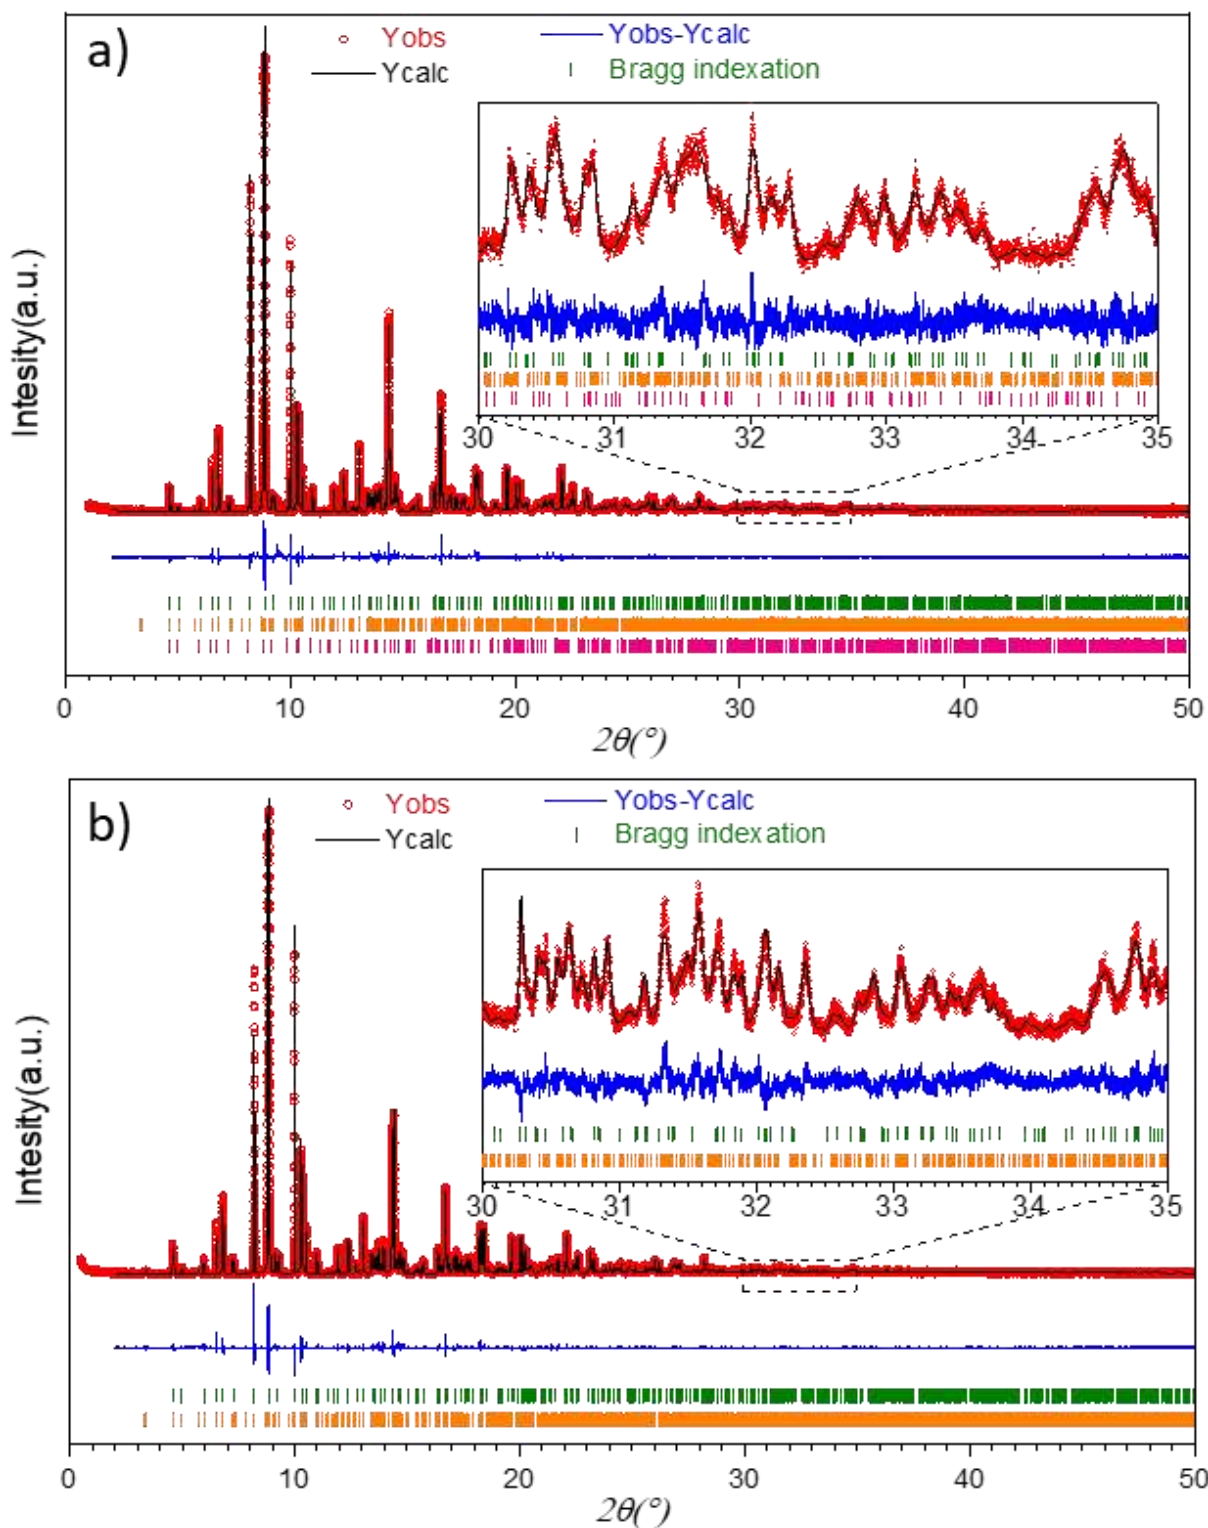 a)
Yobs
Yobs-Ycalc
Ycalc
Bragg indexation
Intesity(a.u.)
30 31 32 33 34 35
0 10 20 30 40 50
2θ(°)
b)
Yobs
Yobs-Ycalc
Ycalc
Bragg indexation
Intesity(a.u.)
30 31 32 33 34 35
0 10 20 30 40 50
2θ(°)